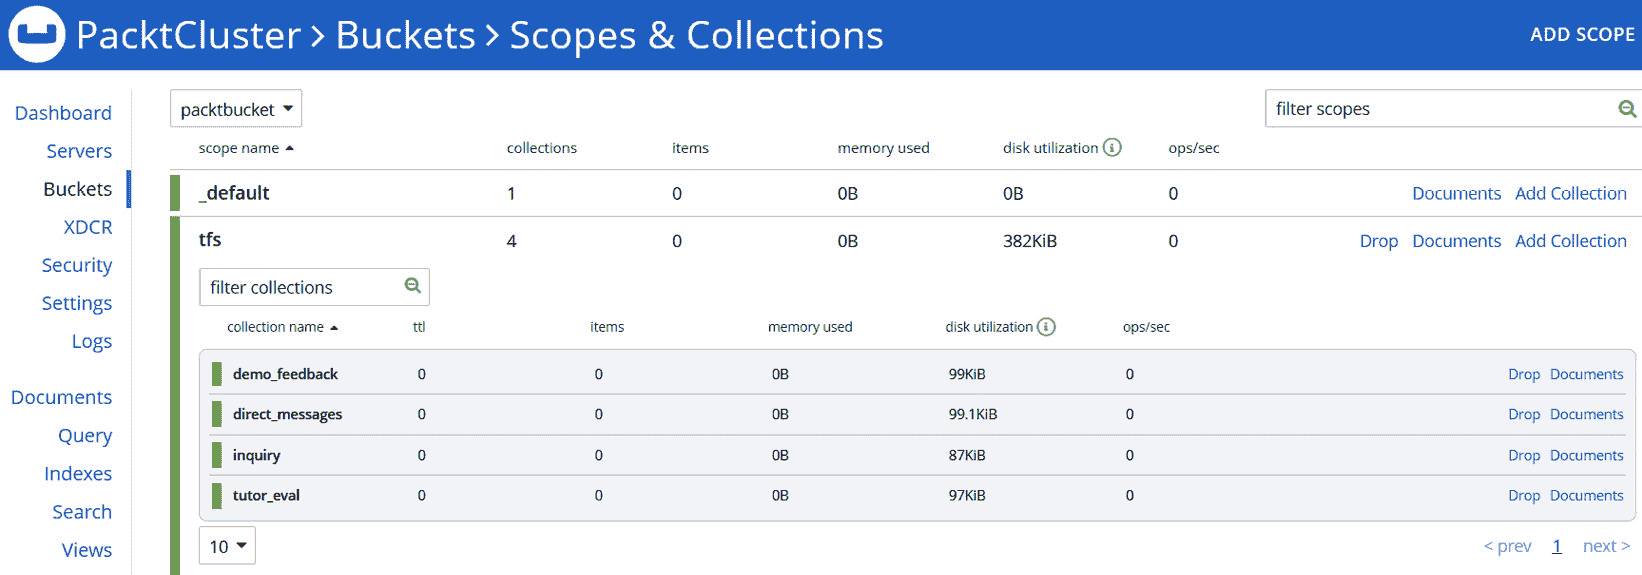 PacktCluster > Buckets > Scopes & Collections
ADD SCOPE
Dashboard
Servers
Buckets
XDCR
Security
Settings
Logs
Documents
Query
Indexes
Search
Views
packtbucket
filter scopes
scope name collections items memory used disk utilization ops/sec
_default 1 0 0B 0B 0 Documents Add Collection
tfs 4 0 0B 382KiB 0 Drop Documents Add Collection
filter collections
collection name ttl items memory used disk utilization ops/sec
demo_feedback 0 0 0B 99KiB 0 Drop Documents
direct_messages 0 0 0B 99.1KiB 0 Drop Documents
inquiry 0 0 0B 87KiB 0 Drop Documents
tutor_eval 0 0 0B 97KiB 0 Drop Documents
10
< prev 1 next >